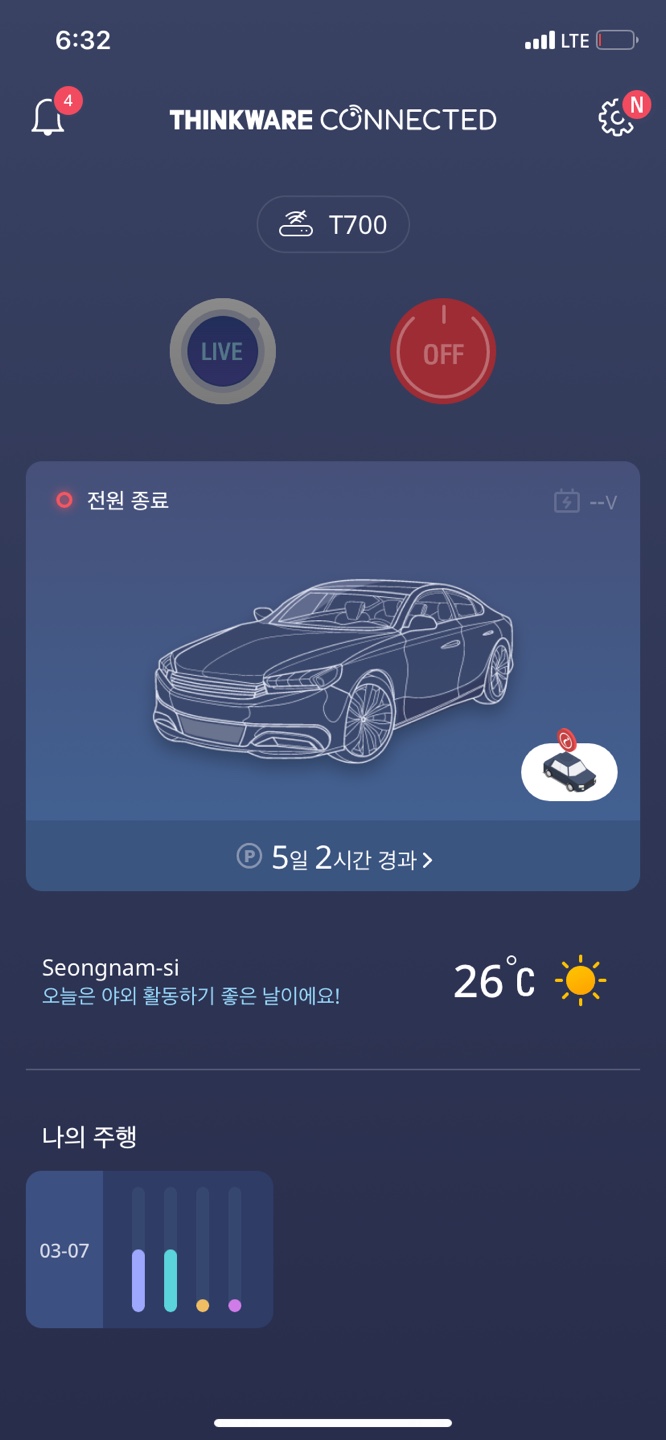 6:32
LTE
4
THINKWARE CONNECTED
N
T700
LIVE
OFF
전원 종료
--V
P 5일 2시간 경과
Seongnam-si
오늘은 야외 활동하기 좋은 날이에요!
26°C
나의 주행
03-07